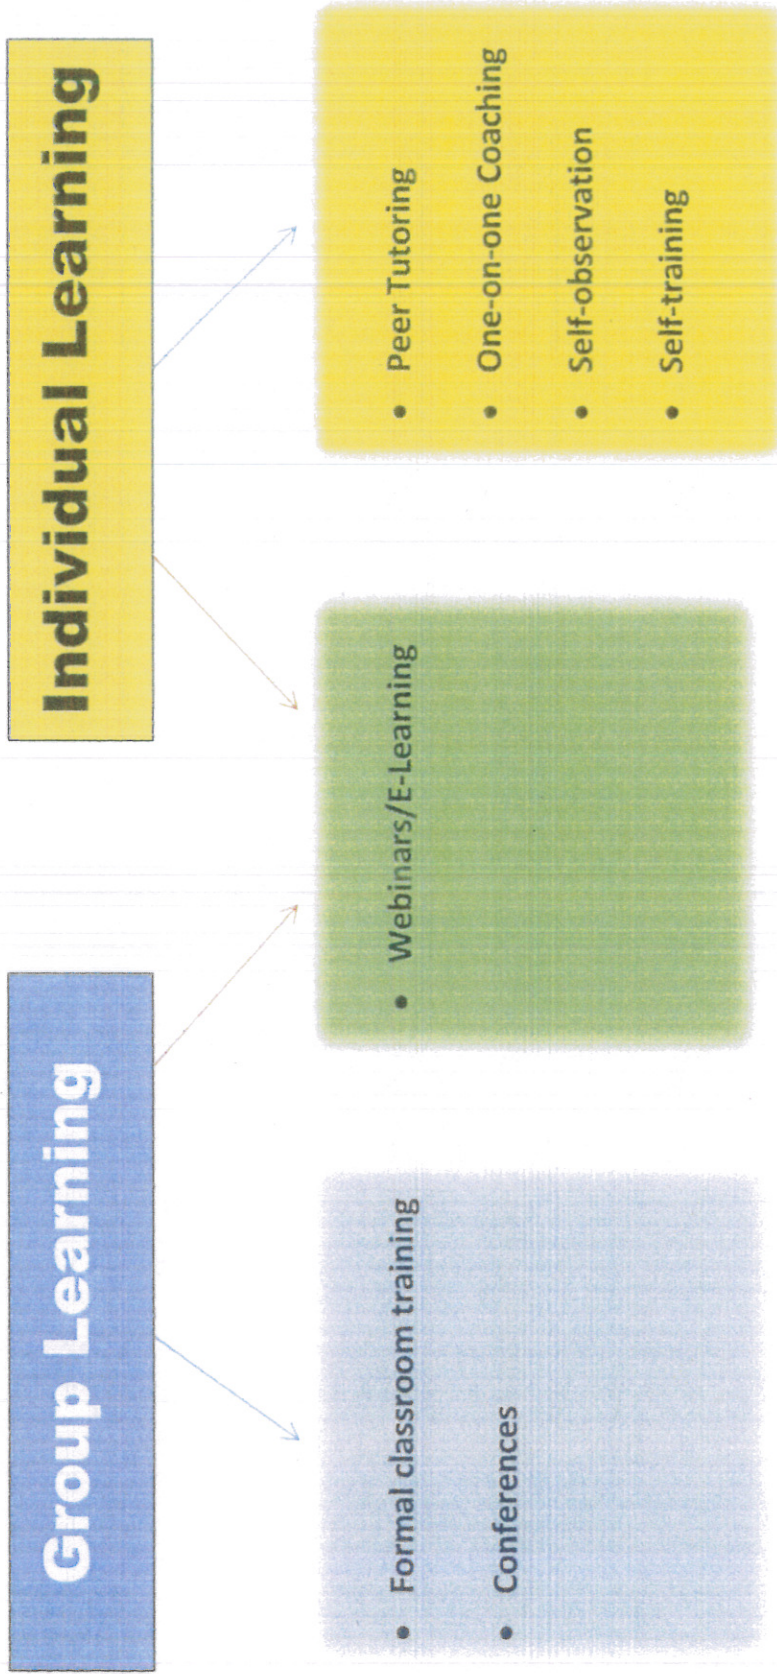 Group Learning
Individual Learning
• Formal classroom training
• Conferences
• Webinars/E-Learning
• Peer Tutoring
• One-on-one Coaching
• Self-observation
• Self-training